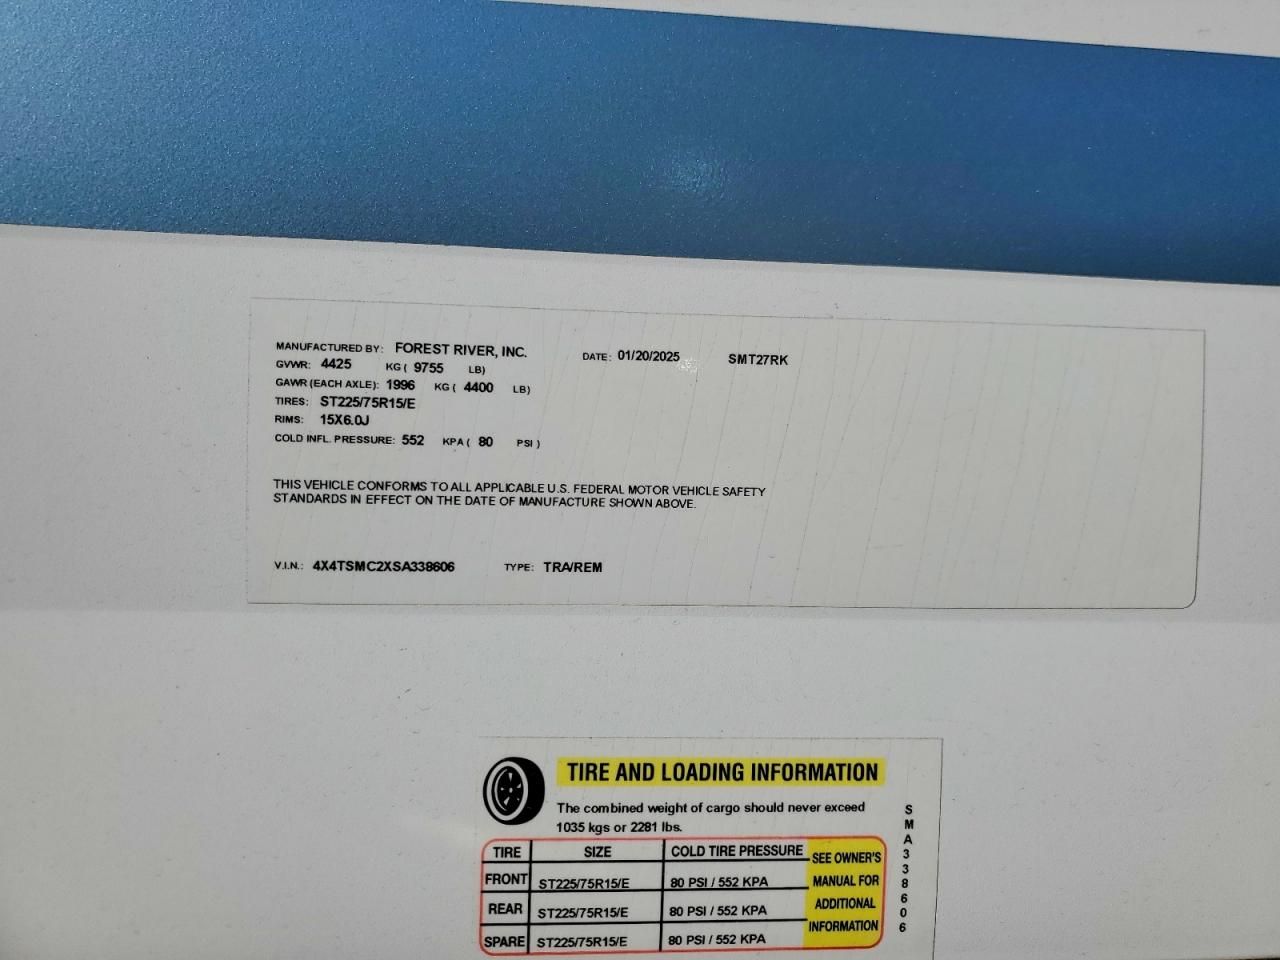 MANUFACTURED BY: FOREST RIVER, INC. DATE: 01/20/2025 SMT27RK
GVWR: 4425 KG ( 9755 LB)
GAWR (EACH AXLE): 1996 KG ( 4400 LB)
TIRES: ST225/75R15/E
RIMS: 15X6.0J
COLD INFL. PRESSURE: 552 KPA ( 80 PSI )
THIS VEHICLE CONFORMS TO ALL APPLICABLE U.S. FEDERAL MOTOR VEHICLE SAFETY
STANDARDS IN EFFECT ON THE DATE OF MANUFACTURE SHOWN ABOVE.
V.I.N.: 4X4TSMC2XSA338606 TYPE: TRA/REM
TIRE AND LOADING INFORMATION
The combined weight of cargo should never exceed
1035 kgs or 2281 lbs.
TIRE SIZE COLD TIRE PRESSURE
FRONT ST225/75R15/E 80 PSI / 552 KPA
REAR ST225/75R15/E 80 PSI / 552 KPA
SPARE ST225/75R15/E 80 PSI / 552 KPA
SEE OWNER'S
MANUAL FOR
ADDITIONAL
INFORMATION
SMA338606